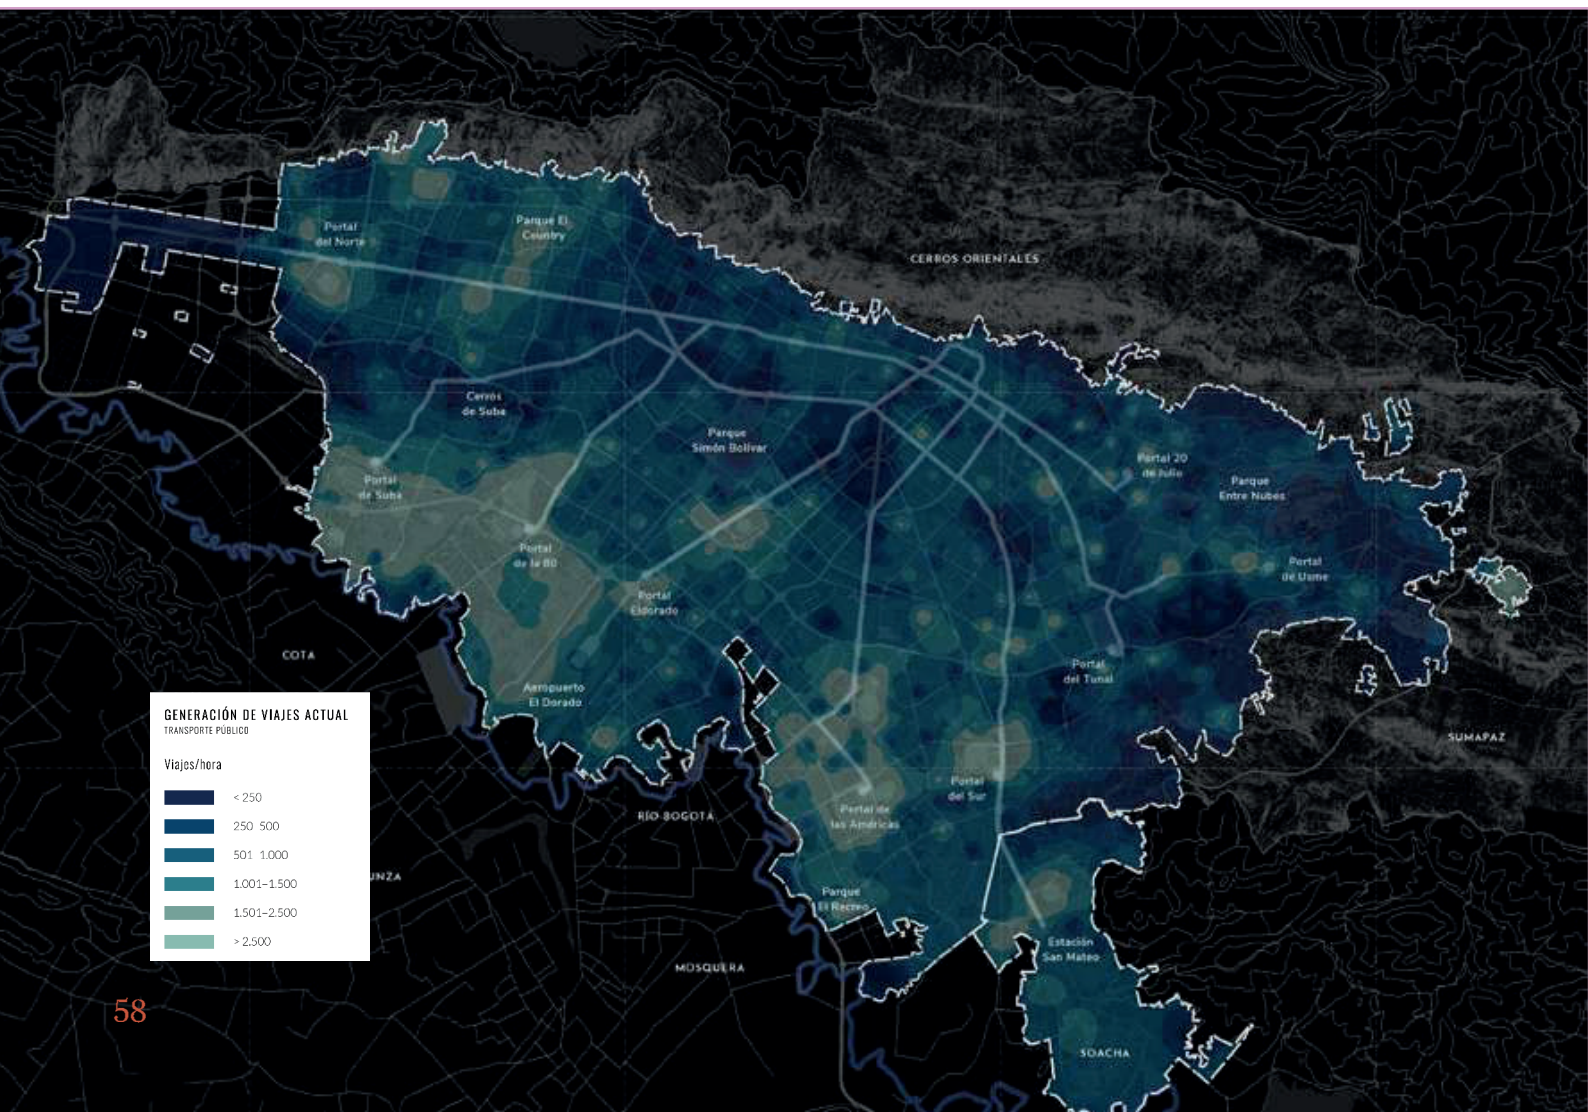 Portal
del Norte
Parque El
Country
CERROS ORIENTALES
Cerros
de Suba
Parque
Simón Bolívar
Portal
de Suba
Portal 20
de Julio
Parque
Entre Nubes
Portal
de la 80
Portal
Eldorado
Portal
de Usme
COTA
Portal
del Tunal
Aeropuerto
El Dorado
SUMAPAZ
Portal
del Sur
Portal de
las Américas
RÍO BOGOTÁ
UNZA
Parque
El Recreo
Estación
San Mateo
MOSQUERA
SOACHA
GENERACIÓN DE VIAJES ACTUAL
TRANSPORTE PÚBLICO
Viajes/hora
< 250
250 500
501 1.000
1.001–1.500
1.501–2.500
> 2.500
58